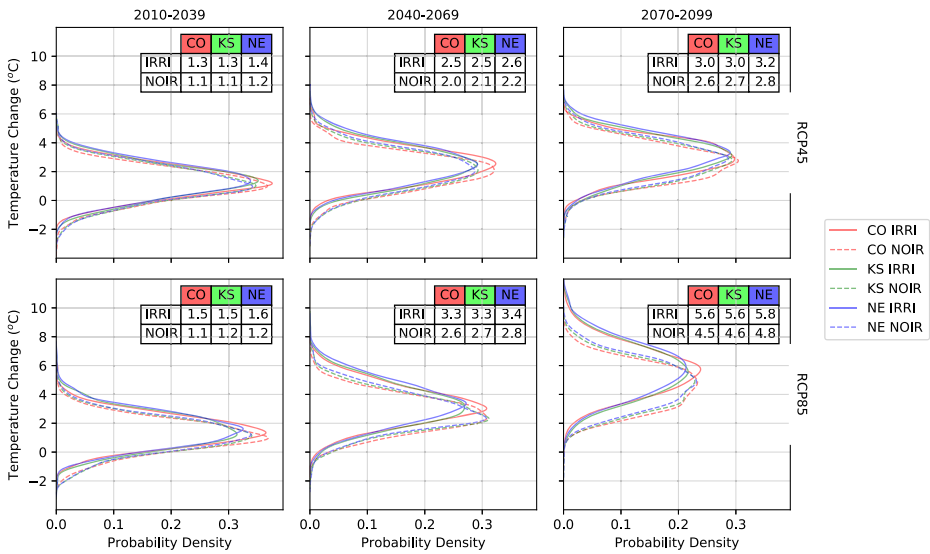 2010-2039 2040-2069 2070-2099
CO KS NE
IRRI 1.3 1.3 1.4
NOIR 1.1 1.1 1.2
CO KS NE
IRRI 2.5 2.5 2.6
NOIR 2.0 2.1 2.2
CO KS NE
IRRI 3.0 3.0 3.2
NOIR 2.6 2.7 2.8
Temperature Change (°C)
10
8
6
4
2
0
−2
RCP45
CO KS NE
IRRI 1.5 1.5 1.6
NOIR 1.1 1.2 1.2
CO KS NE
IRRI 3.3 3.3 3.4
NOIR 2.6 2.7 2.8
CO KS NE
IRRI 5.6 5.6 5.8
NOIR 4.5 4.6 4.8
Temperature Change (°C)
10
8
6
4
2
0
−2
RCP85
0.0 0.1 0.2 0.3 0.0 0.1 0.2 0.3 0.0 0.1 0.2 0.3
Probability Density Probability Density Probability Density
CO IRRI
CO NOIR
KS IRRI
KS NOIR
NE IRRI
NE NOIR